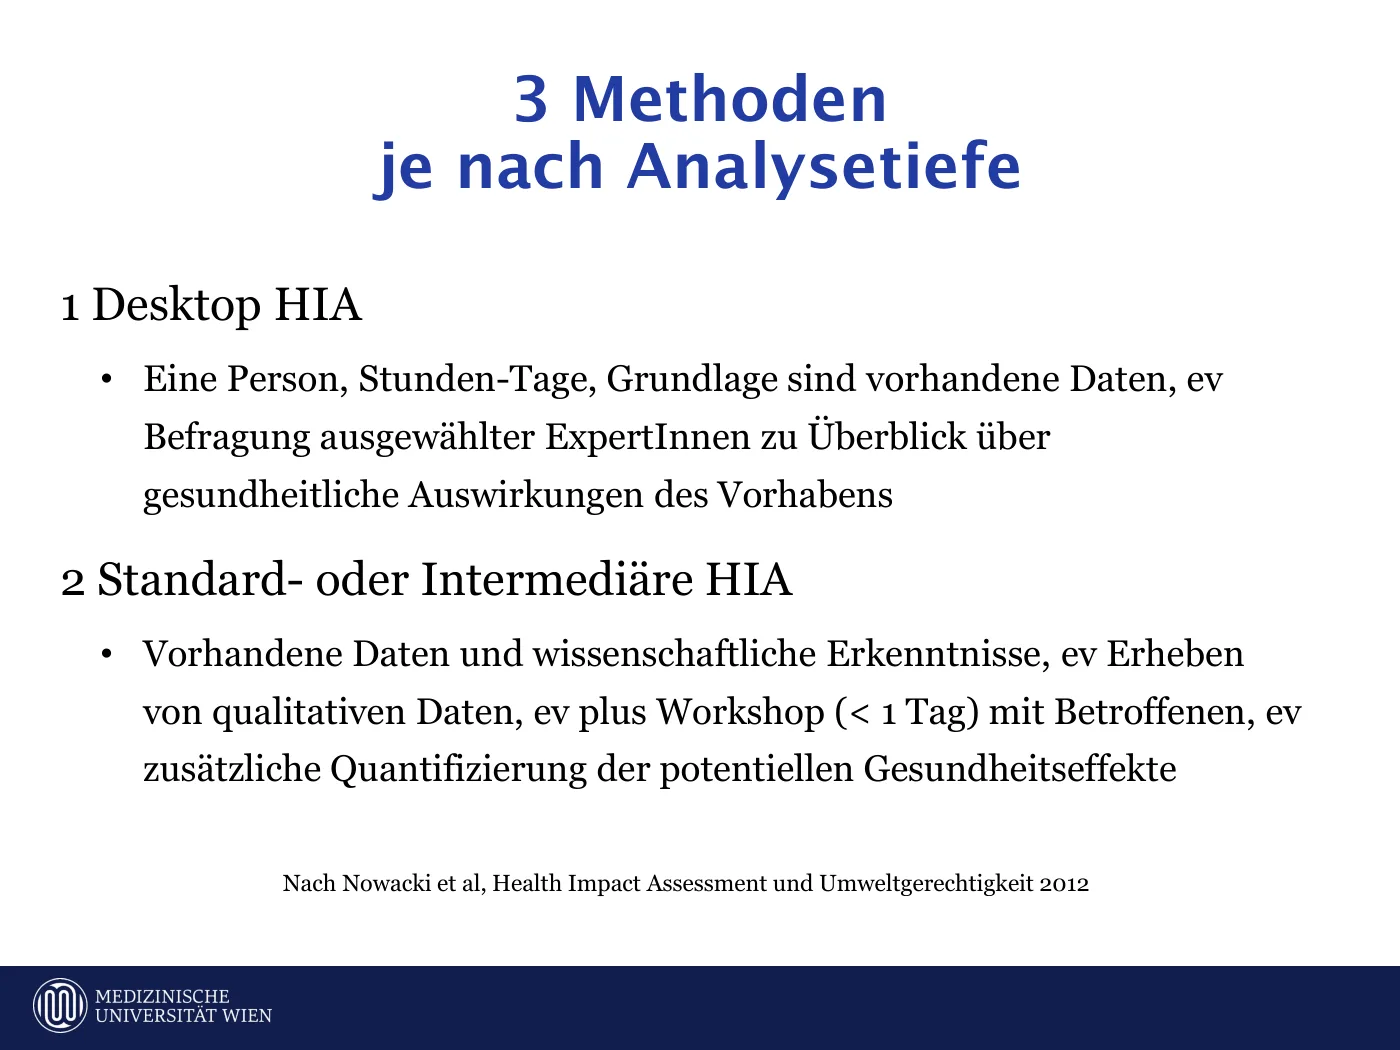 3 Methoden
je nach Analysetiefe
1 Desktop HIA
• Eine Person, Stunden-Tage, Grundlage sind vorhandene Daten, ev
Befragung ausgewählter ExpertInnen zu Überblick über
gesundheitliche Auswirkungen des Vorhabens
2 Standard- oder Intermediäre HIA
• Vorhandene Daten und wissenschaftliche Erkenntnisse, ev Erheben
von qualitativen Daten, ev plus Workshop (< 1 Tag) mit Betroffenen, ev
zusätzliche Quantifizierung der potentiellen Gesundheitseffekte
Nach Nowacki et al, Health Impact Assessment und Umweltgerechtigkeit 2012
MEDIZINISCHE
UNIVERSITÄT WIEN